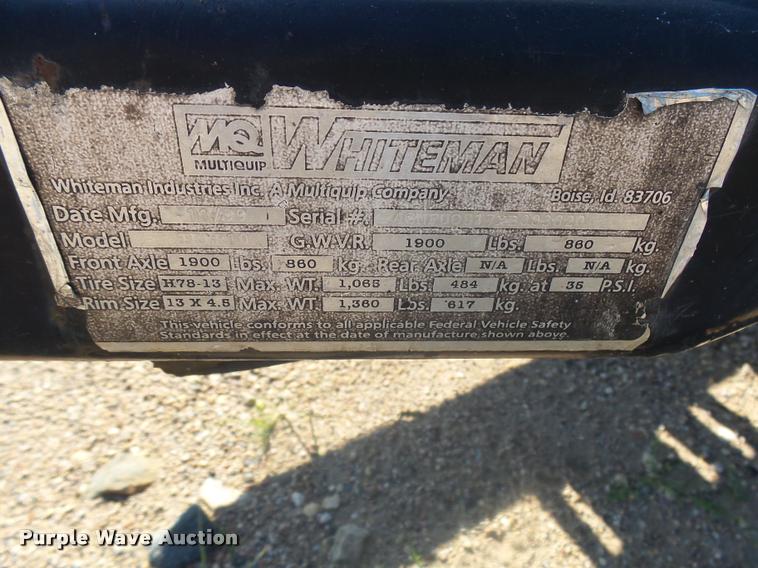 MQ WHITEMAN
MULTIQUIP
Whiteman Industries Inc. A Multiquip company Boise, Id. 83706
Date Mfg. Serial #:
Model G.W.V.R. 1900 Lbs. 860 kg.
Front Axle 1900 Lbs. 860 kg. Rear Axle N/A Lbs. N/A kg.
Tire Size H78-13 Max. WT. 1,065 Lbs. 484 kg. at 35 P.S.I.
Rim Size 13 X 4.5 Max. WT. 1,360 Lbs. 617 kg.
This vehicle conforms to all applicable Federal Vehicle Safety
Standards in effect at the date of manufacture shown above.
Purple Wave Auction